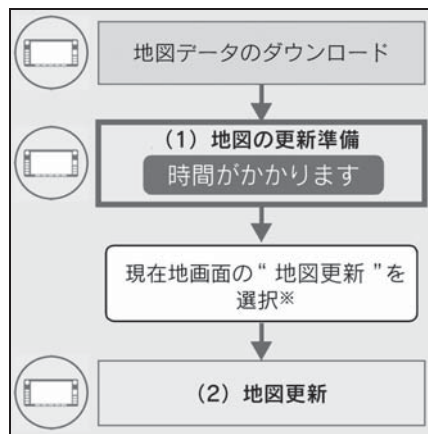 地図データのダウンロード
(1) 地図の更新準備
時間がかかります
現在地画面の“地図更新”を
選択※
(2) 地図更新